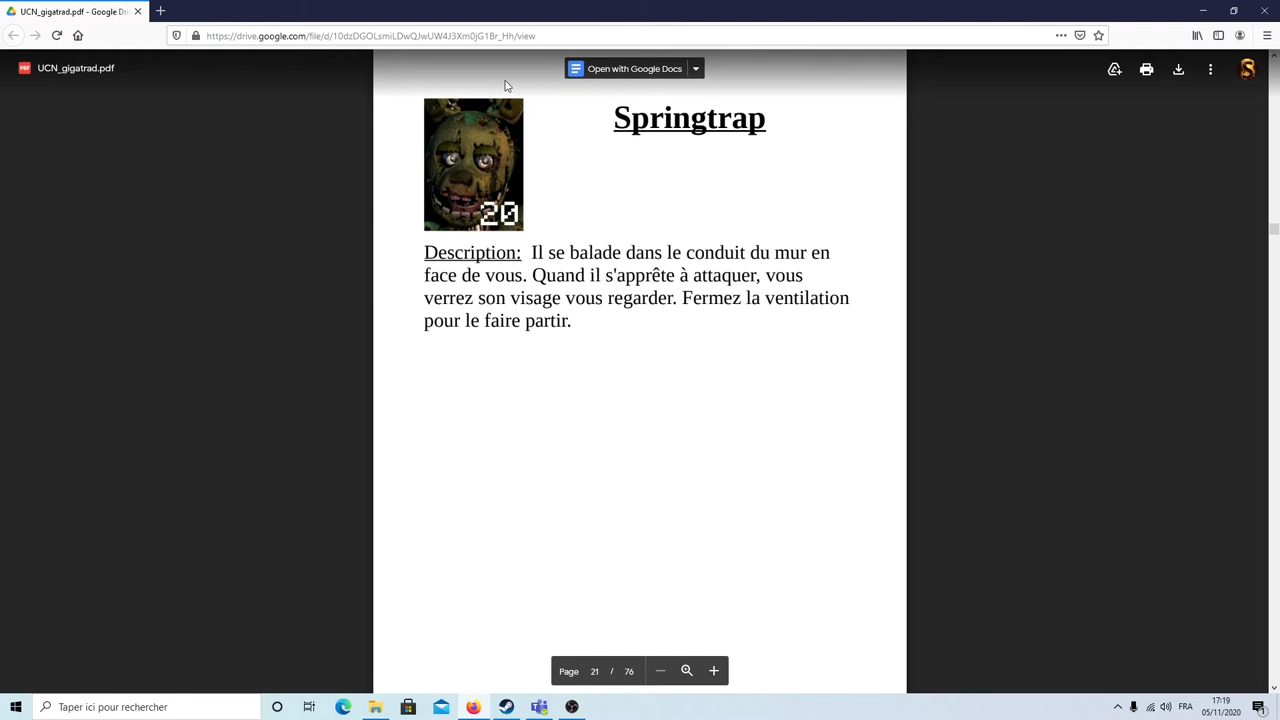 UCN_gigatrad.pdf - Google Dri
https://drive.google.com/file/d/10dzDGOLsmiLDwQJwUW4J3Xm0jG1Br_Hh/view
UCN_gigatrad.pdf
Open with Google Docs
Springtrap
20
Description: Il se balade dans le conduit du mur en
face de vous. Quand il s'apprête à attaquer, vous
verrez son visage vous regarder. Fermez la ventilation
pour le faire partir.
Page 21 / 76
Taper ici pour rechercher
FRA
17:19
05/11/2020